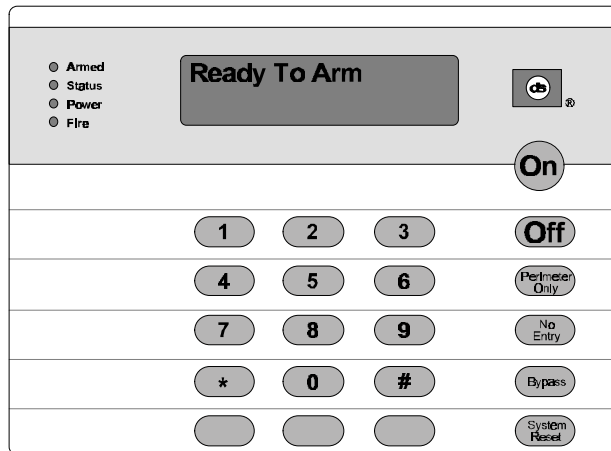 Armed
Status
Power
Fire
Ready To Arm
ds
®
On
1 2 3 Off
4 5 6 Perimeter
Only
7 8 9 No
Entry
* 0 # Bypass
System
Reset